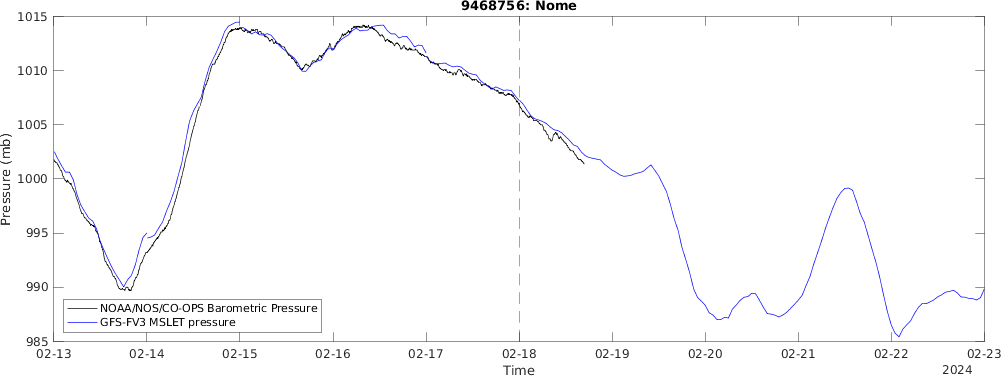 9468756: Nome
Pressure (mb)
1015
1010
1005
1000
995
990
985
NOAA/NOS/CO-OPS Barometric Pressure
GFS-FV3 MSLET pressure
02-13 02-14 02-15 02-16 02-17 02-18 02-19 02-20 02-21 02-22 02-23
Time
2024